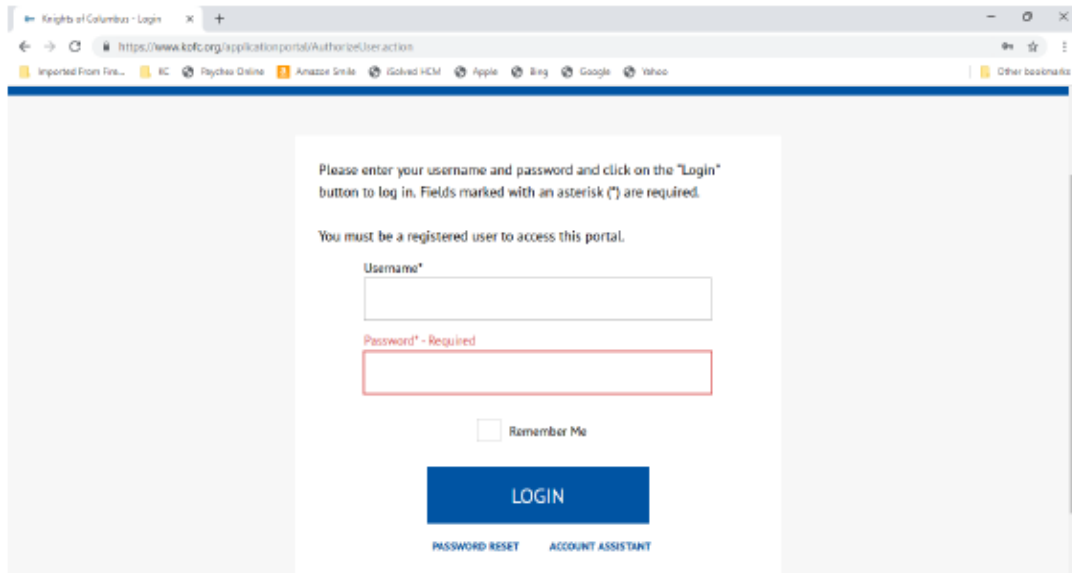 Knights of Columbus - Login
https://www.kofc.org/applicationportal/AuthorizeUser.action
Imported From Fire... KC Paychex Online Amazon Smile iSolved HCM Apple Bing Google Yahoo Other bookmarks
Please enter your username and password and click on the "Login"
button to log in. Fields marked with an asterisk (*) are required.
You must be a registered user to access this portal.
Username*
Password* - Required
Remember Me
LOGIN
PASSWORD RESET ACCOUNT ASSISTANT